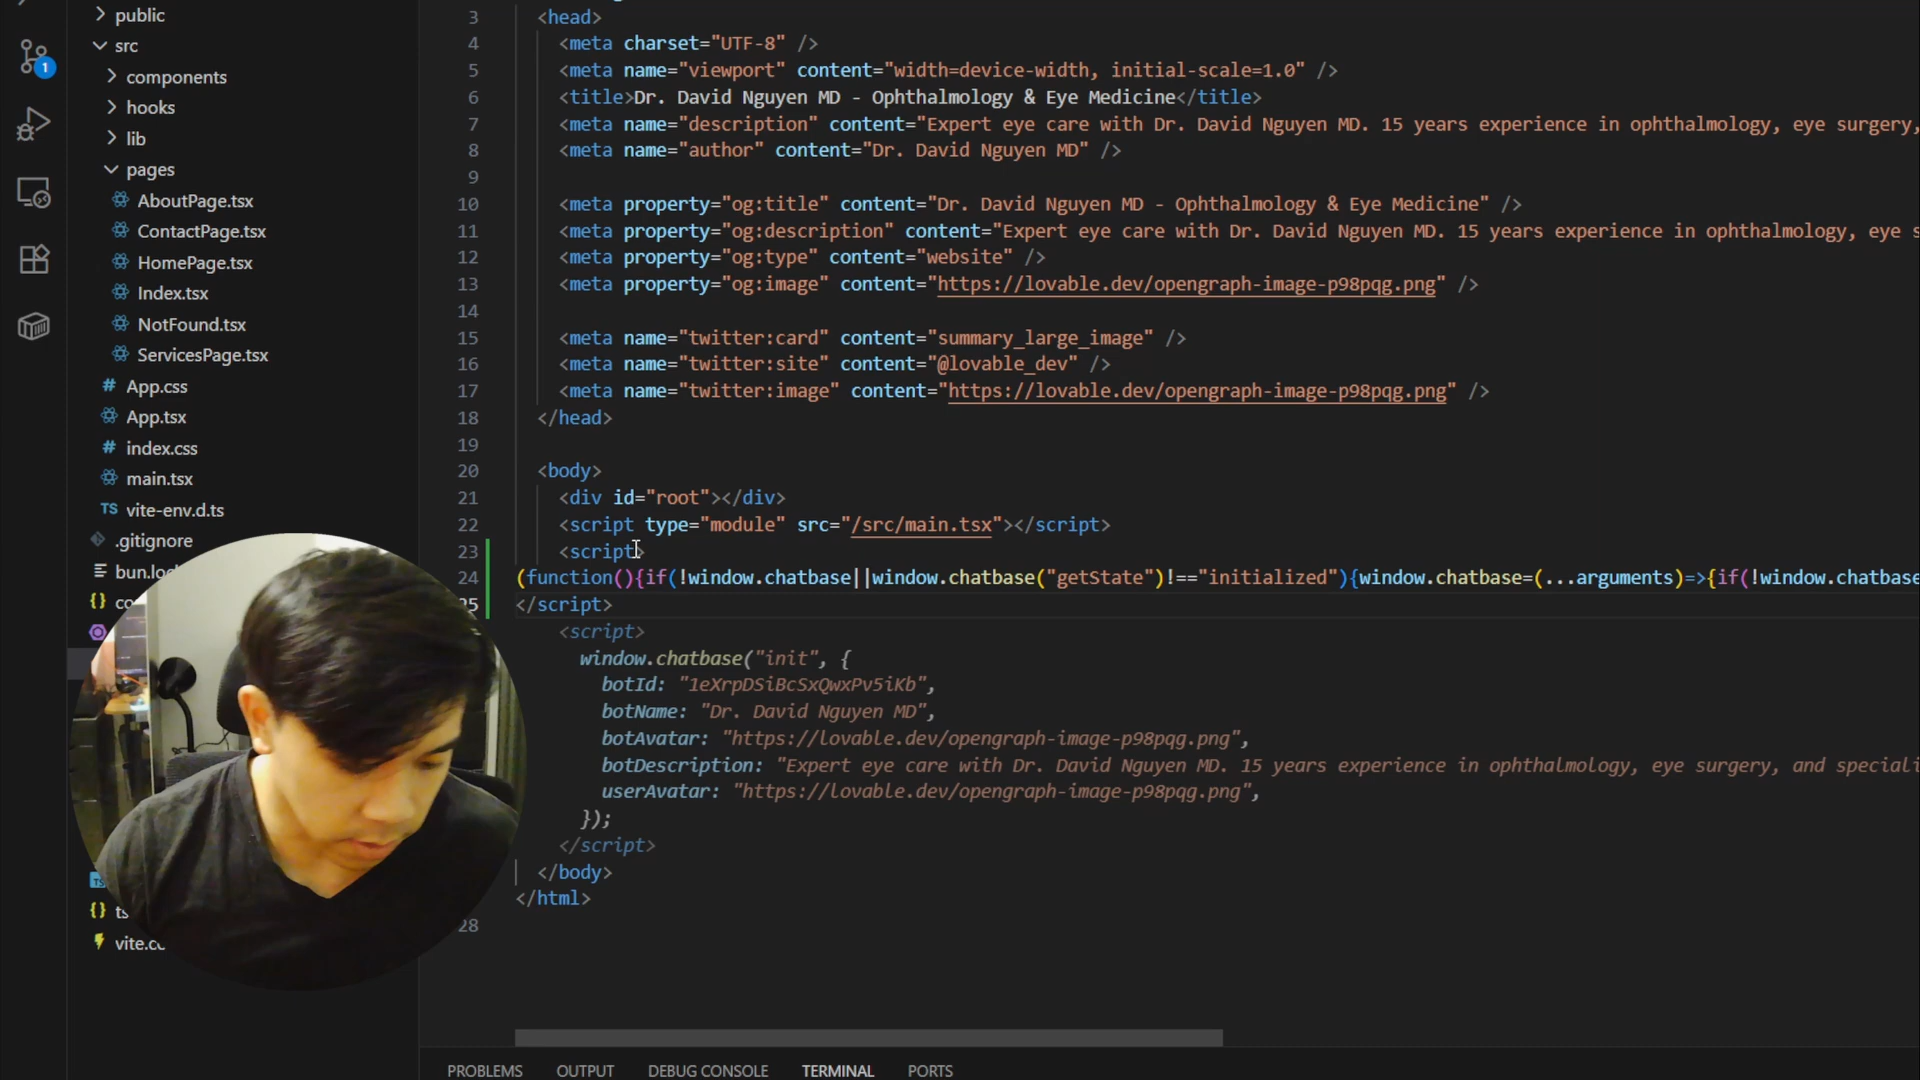 public
src
components
hooks
lib
pages
AboutPage.tsx
ContactPage.tsx
HomePage.tsx
Index.tsx
NotFound.tsx
ServicesPage.tsx
# App.css
App.tsx
# index.css
main.tsx
TS vite-env.d.ts
.gitignore
bun.loc
{} co
TS
{} ts
vite.co
1
3 <head>
4 <meta charset="UTF-8" />
5 <meta name="viewport" content="width=device-width, initial-scale=1.0" />
6 <title>Dr. David Nguyen MD - Ophthalmology & Eye Medicine</title>
7 <meta name="description" content="Expert eye care with Dr. David Nguyen MD. 15 years experience in ophthalmology, eye surgery,
8 <meta name="author" content="Dr. David Nguyen MD" />
9
10 <meta property="og:title" content="Dr. David Nguyen MD - Ophthalmology & Eye Medicine" />
11 <meta property="og:description" content="Expert eye care with Dr. David Nguyen MD. 15 years experience in ophthalmology, eye s
12 <meta property="og:type" content="website" />
13 <meta property="og:image" content="https://lovable.dev/opengraph-image-p98pqg.png" />
14
15 <meta name="twitter:card" content="summary_large_image" />
16 <meta name="twitter:site" content="@lovable_dev" />
17 <meta name="twitter:image" content="https://lovable.dev/opengraph-image-p98pqg.png" />
18 </head>
19
20 <body>
21 <div id="root"></div>
22 <script type="module" src="/src/main.tsx"></script>
23 <script>
24 (function(){if(!window.chatbase||window.chatbase("getState")!=="initialized"){window.chatbase=(...arguments)=>{if(!window.chatbase
25 </script>
<script>
window.chatbase("init", {
botId: "1eXrpDSiBcSxQwxPv5iKb",
botName: "Dr. David Nguyen MD",
botAvatar: "https://lovable.dev/opengraph-image-p98pqg.png",
botDescription: "Expert eye care with Dr. David Nguyen MD. 15 years experience in ophthalmology, eye surgery, and speciali
userAvatar: "https://lovable.dev/opengraph-image-p98pqg.png",
});
</script>
</body>
</html>
28
PROBLEMS OUTPUT DEBUG CONSOLE TERMINAL PORTS